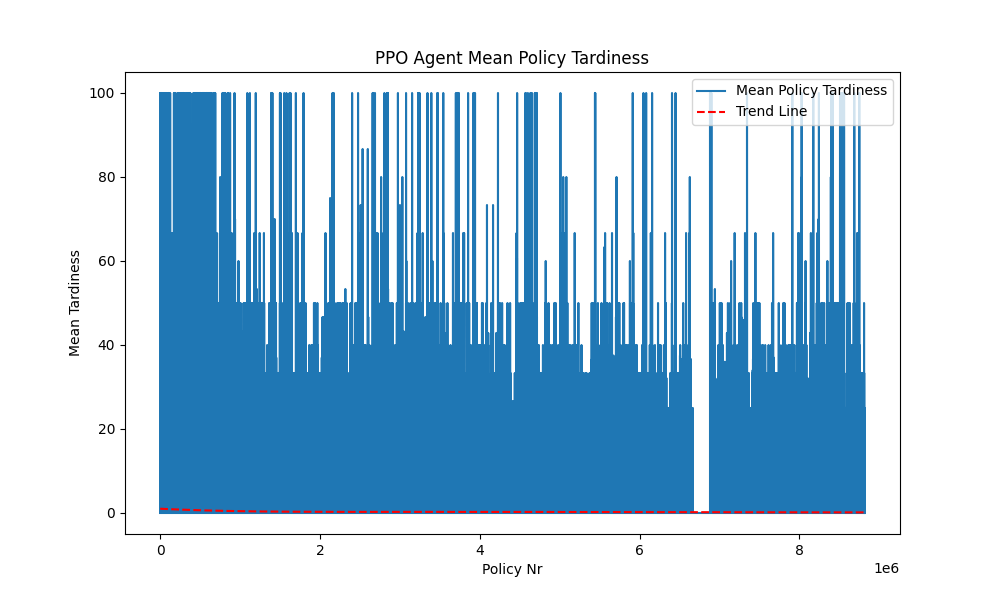 PPO Agent Mean Policy Tardiness
Mean Policy Tardiness
Trend Line
100
80
60
40
20
0
Mean Tardiness
0 2 4 6 8
1e6
Policy Nr